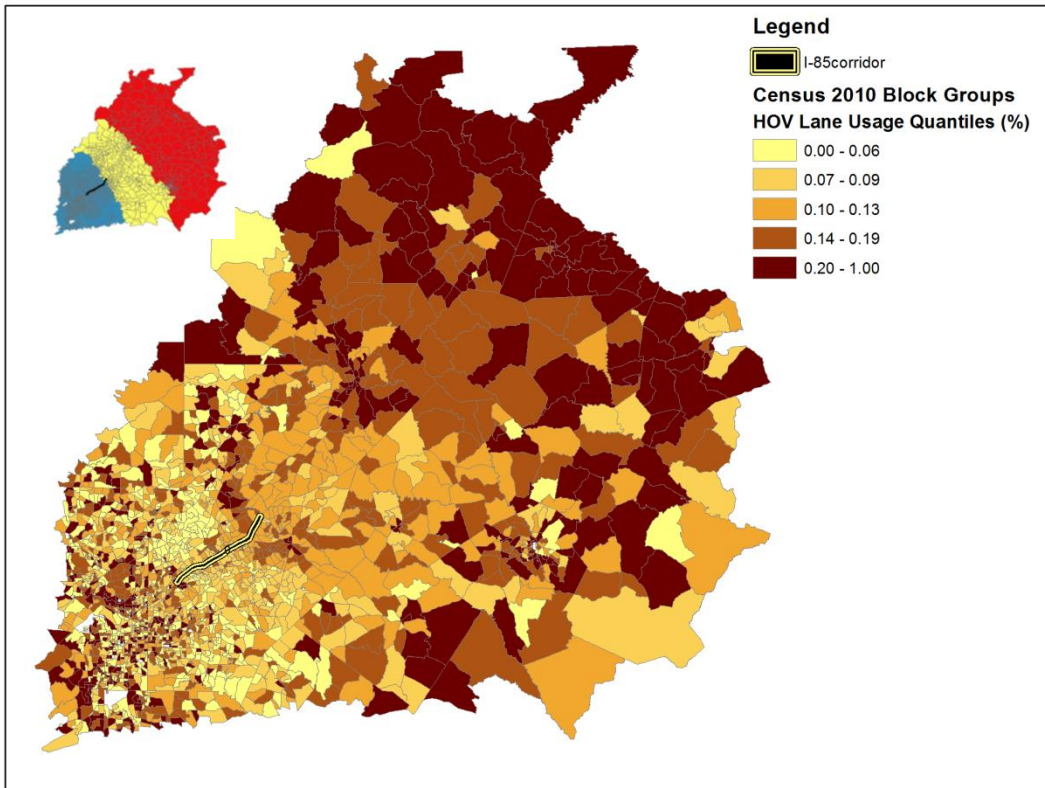 Legend
I-85corridor
Census 2010 Block Groups
HOV Lane Usage Quantiles (%)
0.00 - 0.06
0.07 - 0.09
0.10 - 0.13
0.14 - 0.19
0.20 - 1.00